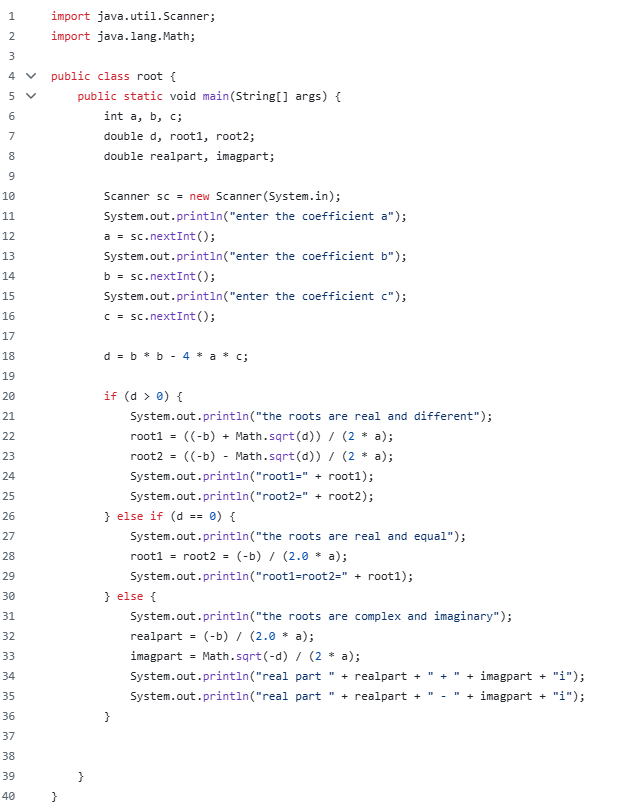 1 import java.util.Scanner;
2 import java.lang.Math;
3
4 public class root {
5 public static void main(String[] args) {
6 int a, b, c;
7 double d, root1, root2;
8 double realpart, imagpart;
9
10 Scanner sc = new Scanner(System.in);
11 System.out.println("enter the coefficient a");
12 a = sc.nextInt();
13 System.out.println("enter the coefficient b");
14 b = sc.nextInt();
15 System.out.println("enter the coefficient c");
16 c = sc.nextInt();
17
18 d = b * b - 4 * a * c;
19
20 if (d > 0) {
21 System.out.println("the roots are real and different");
22 root1 = ((-b) + Math.sqrt(d)) / (2 * a);
23 root2 = ((-b) - Math.sqrt(d)) / (2 * a);
24 System.out.println("root1=" + root1);
25 System.out.println("root2=" + root2);
26 } else if (d == 0) {
27 System.out.println("the roots are real and equal");
28 root1 = root2 = (-b) / (2.0 * a);
29 System.out.println("root1=root2=" + root1);
30 } else {
31 System.out.println("the roots are complex and imaginary");
32 realpart = (-b) / (2.0 * a);
33 imagpart = Math.sqrt(-d) / (2 * a);
34 System.out.println("real part " + realpart + " + " + imagpart + "i");
35 System.out.println("real part " + realpart + " - " + imagpart + "i");
36 }
37
38
39 }
40 }